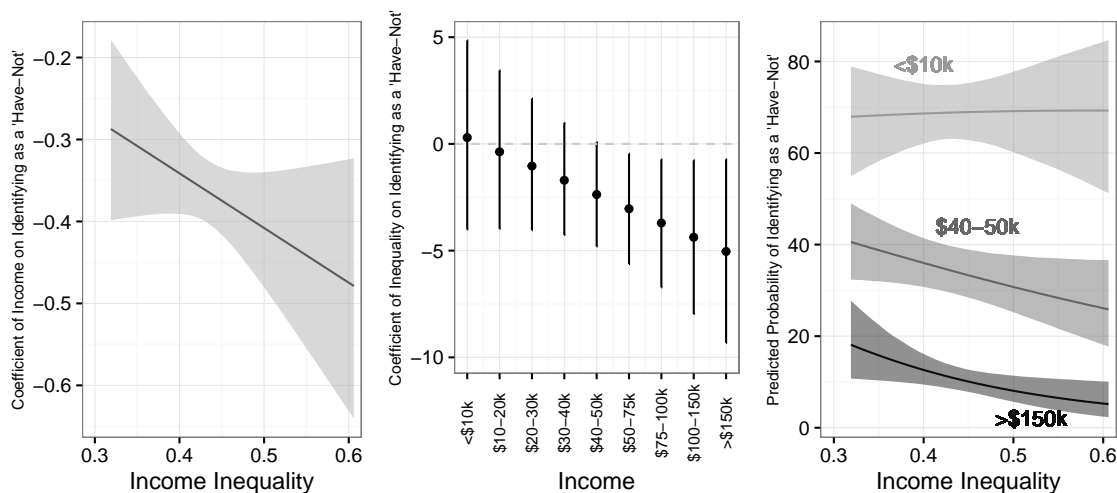 Coefficient of Income on Identifying as a 'Have−Not'
−0.2
−0.3
−0.4
−0.5
−0.6
0.3 0.4 0.5 0.6
Income Inequality
Coefficient of Inequality on Identifying as a 'Have−Not'
5
0
−5
−10
<$10k
$10−20k
$20−30k
$30−40k
$40−50k
$50−75k
$75−100k
$100−150k
>$150k
Income
Predicted Probability of Identifying as a 'Have−Not'
80
60
40
20
0
<$10k
$40−50k
>$150k
0.3 0.4 0.5 0.6
Income Inequality